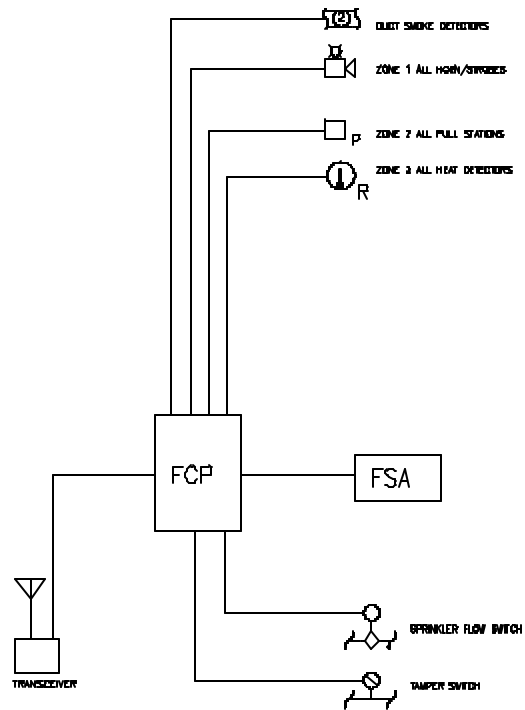 (2)
DUCT SMOKE DETECTORS
ZONE 1 ALL HORN/STROBES
ZONE 2 ALL PULL STATIONS
P
ZONE 3 ALL HEAT DETECTORS
R
FCP
FSA
SPRINKLER FLOW SWITCH
TRANSCEIVER
TAMPER SWITCH